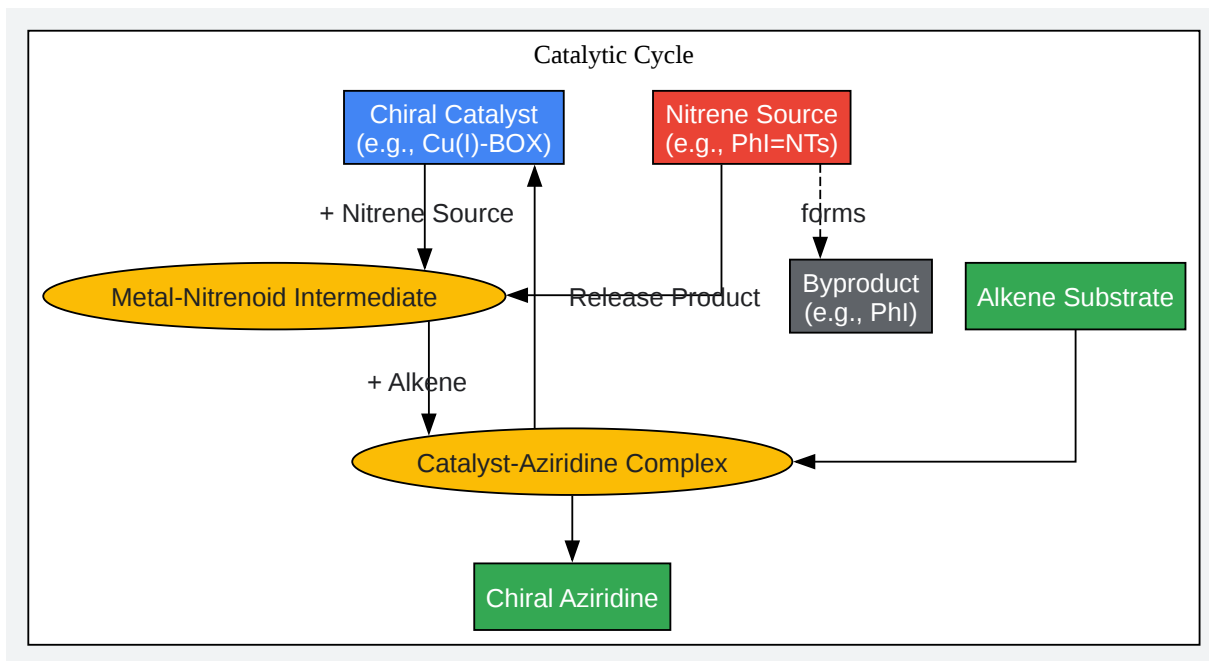 Catalytic Cycle
Chiral Catalyst
(e.g., Cu(I)-BOX)
Nitrene Source
(e.g., PhI=NTs)
+ Nitrene Source
forms
Metal-Nitrenoid Intermediate
Release Product
Byproduct
(e.g., PhI)
Alkene Substrate
+ Alkene
Catalyst-Aziridine Complex
Chiral Aziridine